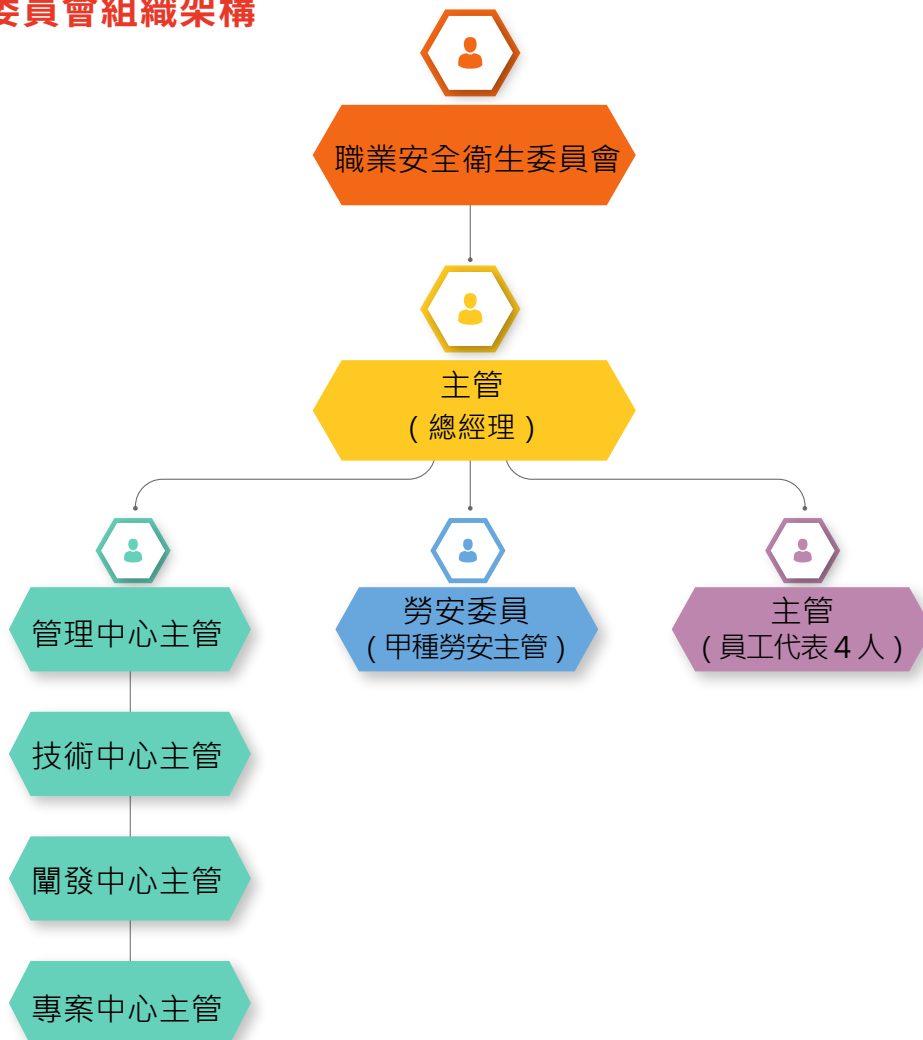 委員會組織架構
職業安全衛生委員會
主管
(總經理)
管理中心主管
技術中心主管
闡發中心主管
專案中心主管
勞安委員
(甲種勞安主管)
主管
(員工代表4人)